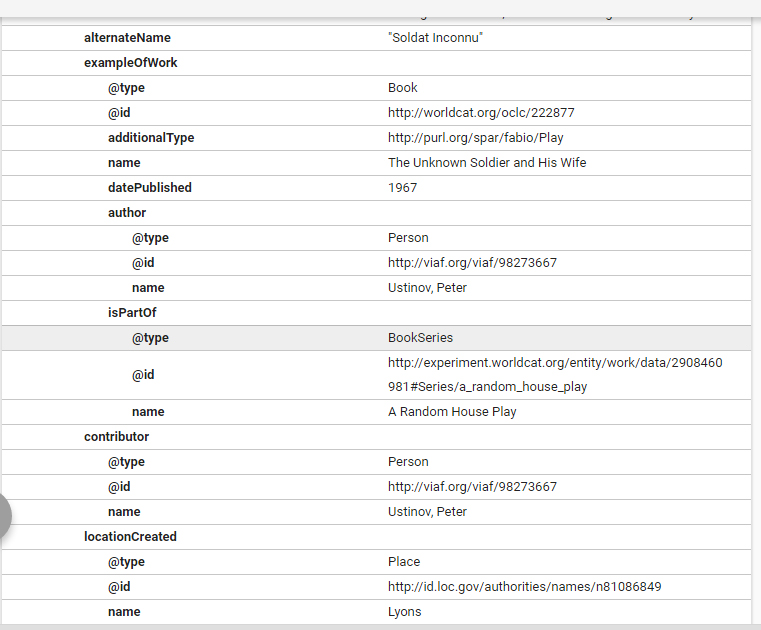 alternateName "Soldat Inconnu"
exampleOfWork
@type Book
@id http://worldcat.org/oclc/222877
additionalType http://purl.org/spar/fabio/Play
name The Unknown Soldier and His Wife
datePublished 1967
author
@type Person
@id http://viaf.org/viaf/98273667
name Ustinov, Peter
isPartOf
@type BookSeries
@id http://experiment.worldcat.org/entity/work/data/2908460
981#Series/a_random_house_play
name A Random House Play
contributor
@type Person
@id http://viaf.org/viaf/98273667
name Ustinov, Peter
locationCreated
@type Place
@id http://id.loc.gov/authorities/names/n81086849
name Lyons